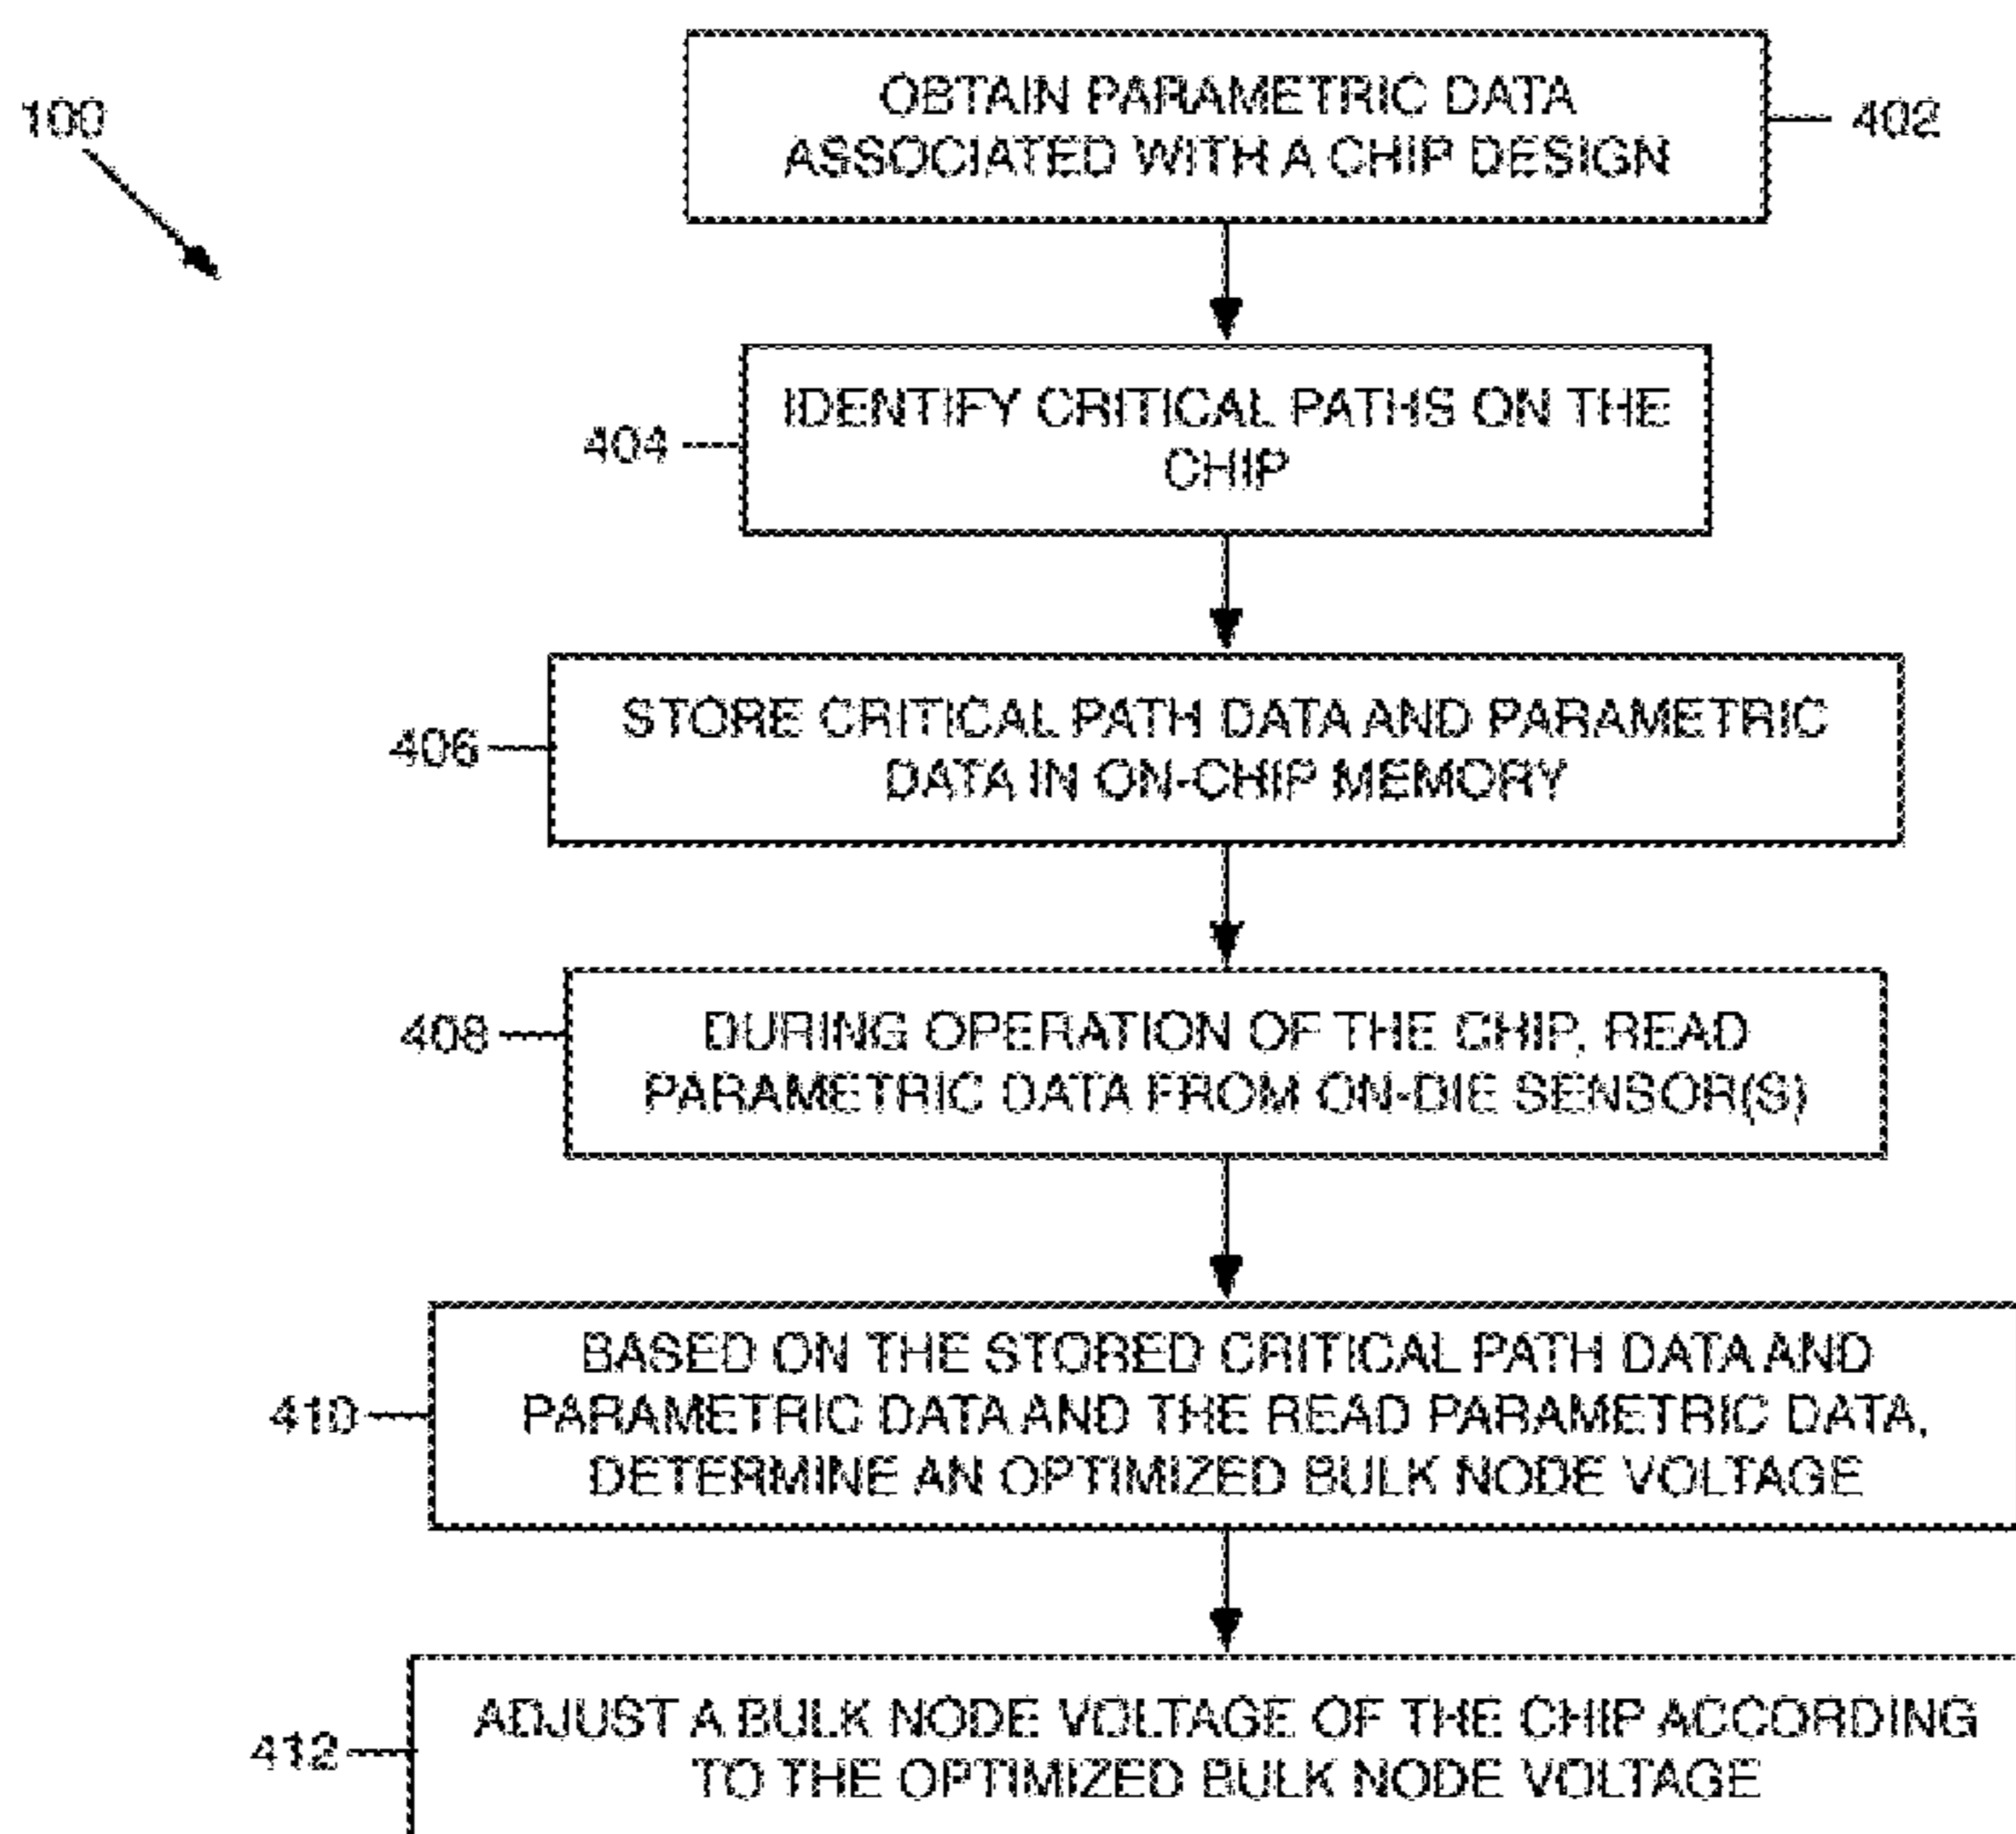 100
OBTAIN PARAMETRIC DATA
ASSOCIATED WITH A CHIP DESIGN
402
IDENTIFY CRITICAL PATHS ON THE
CHIP
404
STORE CRITICAL PATH DATA AND PARAMETRIC
DATA IN ON-CHIP MEMORY
406
DURING OPERATION OF THE CHIP, READ
PARAMETRIC DATA FROM ON-DIE SENSOR(S)
408
BASED ON THE STORED CRITICAL PATH DATA AND
PARAMETRIC DATA AND THE READ PARAMETRIC DATA,
DETERMINE AN OPTIMIZED BULK NODE VOLTAGE
410
ADJUST A BULK NODE VOLTAGE OF THE CHIP ACCORDING
TO THE OPTIMIZED BULK NODE VOLTAGE
412